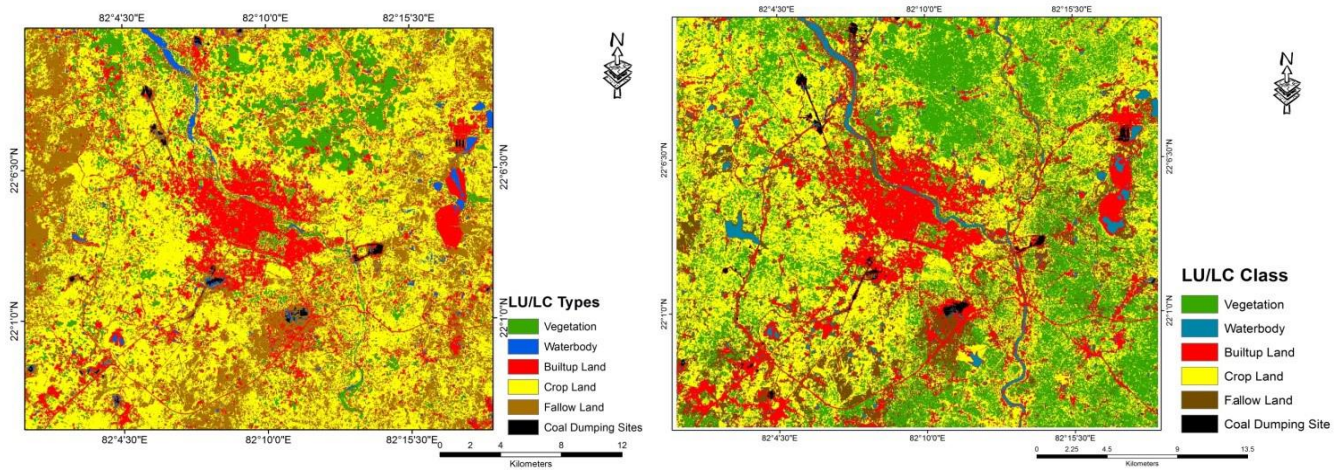 82°4'30"E 82°10'0"E 82°15'30"E
N
22°6'30"N 22°6'30"N
22°1'0"N 22°1'0"N
LU/LC Types
Vegetation
Waterbody
Builtup Land
Crop Land
Fallow Land
Coal Dumping Sites
82°4'30"E 82°10'0"E 82°15'30"E
0 2 4 8 12
Kilometers
82°4'30"E 82°10'0"E 82°15'30"E
N
22°6'30"N
22°1'0"N 22°1'0"N
LU/LC Class
Vegetation
Waterbody
Builtup Land
Crop Land
Fallow Land
Coal Dumping Site
82°4'30"E 82°10'0"E 82°15'30"E
0 2.25 4.5 9 13.5
Kilometers